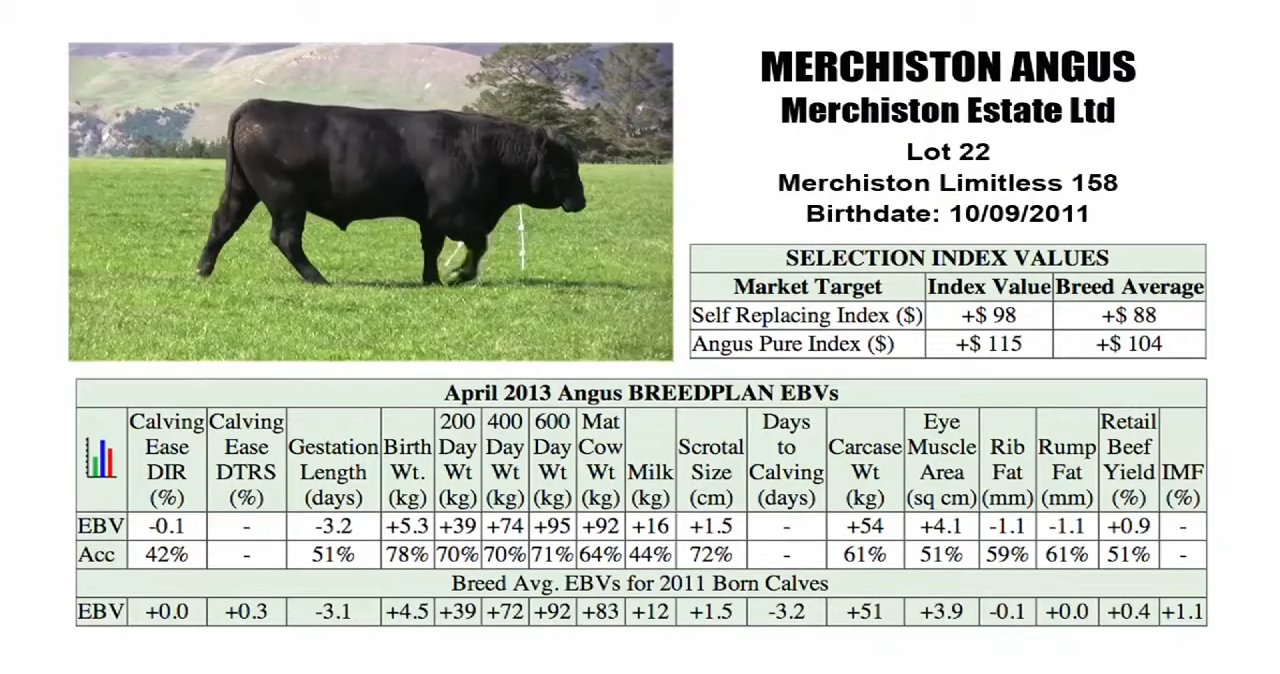 MERCHISTON ANGUS
Merchiston Estate Ltd
Lot 22
Merchiston Limitless 158
Birthdate: 10/09/2011
SELECTION INDEX VALUES
Market Target Index Value Breed Average
Self Replacing Index ($) +$ 98 +$ 88
Angus Pure Index ($) +$ 115 +$ 104
April 2013 Angus BREEDPLAN EBVs
Calving Ease DIR (%) Calving Ease DTRS (%) Gestation Length (days) Birth Wt. (kg) 200 Day Wt (kg) 400 Day Wt (kg) 600 Day Wt (kg) Mat Cow Wt (kg) Milk (kg) Scrotal Size (cm) Days to Calving (days) Carcase Wt (kg) Eye Muscle Area (sq cm) Rib Fat (mm) Rump Fat (mm) Retail Beef Yield (%) IMF (%)
EBV -0.1 - -3.2 +5.3 +39 +74 +95 +92 +16 +1.5 - +54 +4.1 -1.1 -1.1 +0.9 -
Acc 42% - 51% 78% 70% 70% 71% 64% 44% 72% - 61% 51% 59% 61% 51% -
Breed Avg. EBVs for 2011 Born Calves
EBV +0.0 +0.3 -3.1 +4.5 +39 +72 +92 +83 +12 +1.5 -3.2 +51 +3.9 -0.1 +0.0 +0.4 +1.1